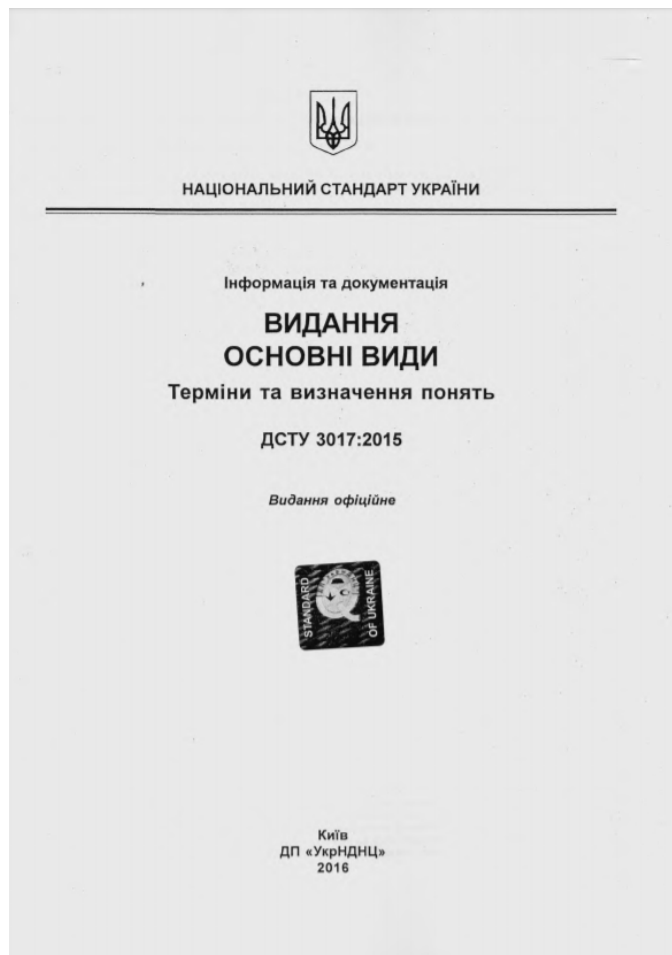 НАЦІОНАЛЬНИЙ СТАНДАРТ УКРАЇНИ
Інформація та документація
ВИДАННЯ
ОСНОВНІ ВИДИ
Терміни та визначення понять
ДСТУ 3017:2015
Видання офіційне
STANDARD
OF UKRAINE
Київ
ДП «УкрНДНЦ»
2016